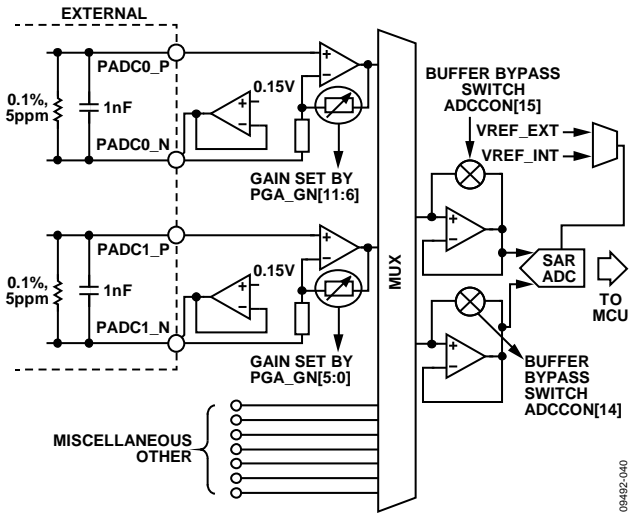 EXTERNAL
PADC0_P
0.1%,
5ppm
1nF
PADC0_N
0.15V
+
–
+
–
GAIN SET BY
PGA_GN[11:6]
PADC1_P
0.1%,
5ppm
1nF
PADC1_N
0.15V
+
–
+
–
GAIN SET BY
PGA_GN[5:0]
MISCELLANEOUS
OTHER
MUX
BUFFER BYPASS
SWITCH
ADCCON[15]
VREF_EXT
VREF_INT
+
–
SAR
ADC
TO
MCU
+
–
BUFFER
BYPASS
SWITCH
ADCCON[14]
09492-040